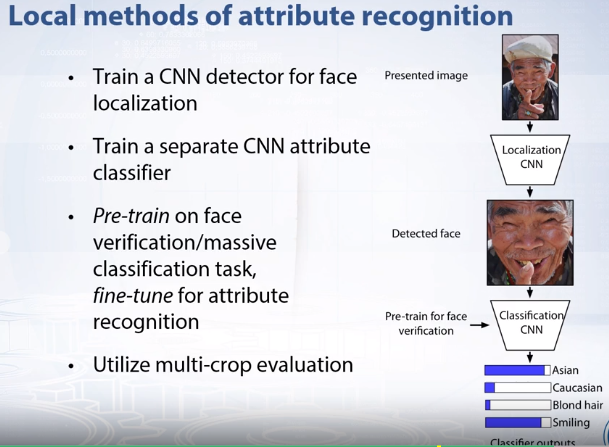 Local methods of attribute recognition
• Train a CNN detector for face
localization
• Train a separate CNN attribute
classifier
• Pre-train on face
verification/massive
classification task,
fine-tune for attribute
recognition
• Utilize multi-crop evaluation
Presented image
Localization
CNN
Detected face
Pre-train for face
verification
Classification
CNN
Asian
Caucasian
Blond hair
Smiling
Classifier outputs